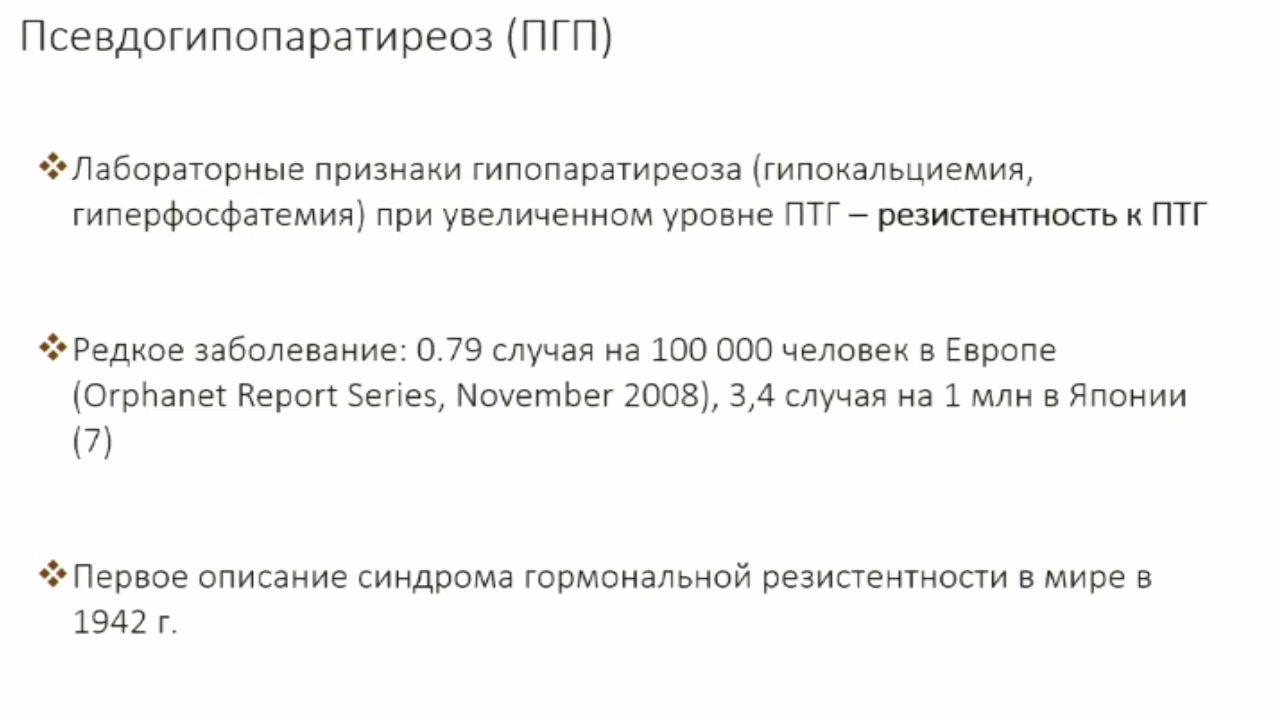 Псевдогипопаратиреоз (ПГП)
❖Лабораторные признаки гипопаратиреоза (гипокальциемия,
гиперфосфатемия) при увеличенном уровне ПТГ – резистентность к ПТГ
❖Редкое заболевание: 0.79 случая на 100 000 человек в Европе
(Orphanet Report Series, November 2008), 3,4 случая на 1 млн в Японии
(7)
❖Первое описание синдрома гормональной резистентности в мире в
1942 г.